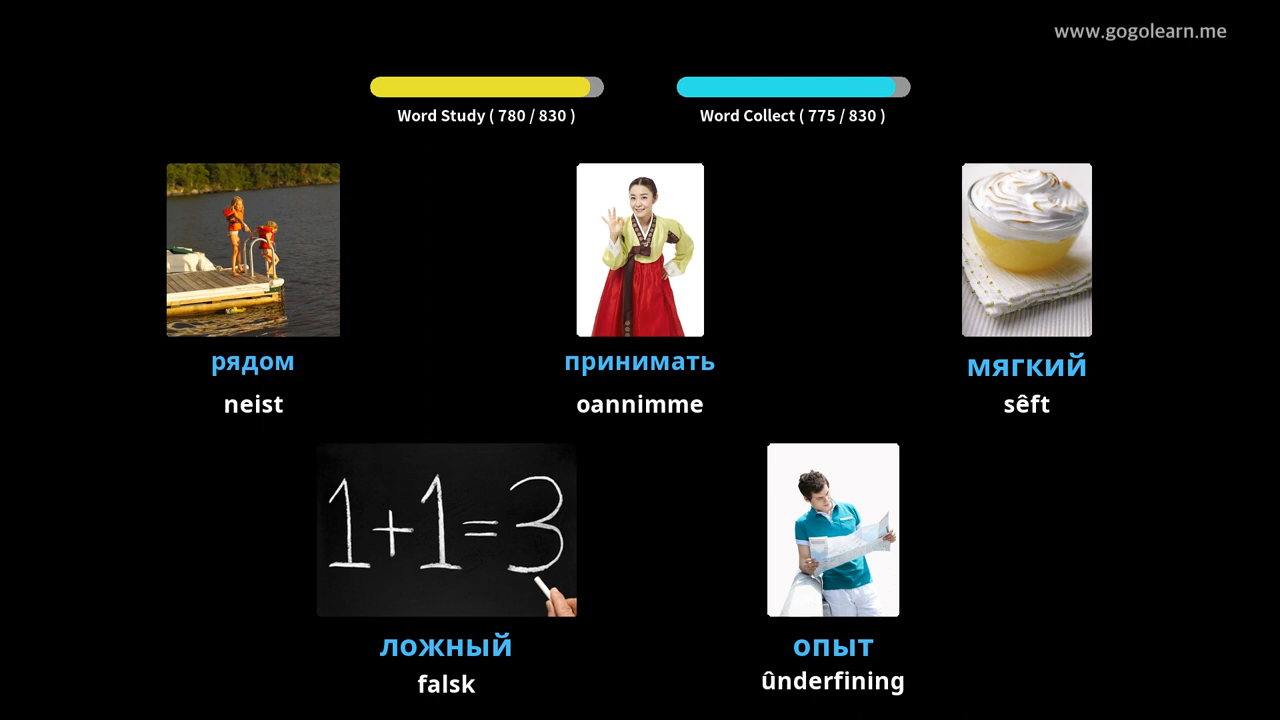 www.gogolearn.me
Word Study ( 780 / 830 )
Word Collect ( 775 / 830 )
рядом
принимать
мягкий
neist
oannimme
sêft
1+1=3
ложный
опыт
falsk
ûnderfining